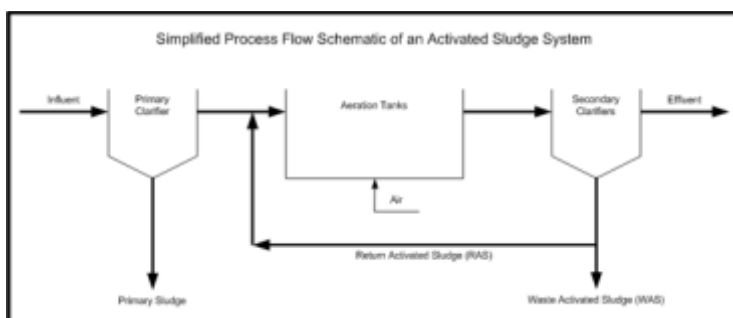 Simplified Process Flow Schematic of an Activated Sludge System
Influent
Primary
Clarifier
Aeration Tanks
Secondary
Clarifiers
Effluent
Air
Return Activated Sludge (RAS)
Primary Sludge
Waste Activated Sludge (WAS)